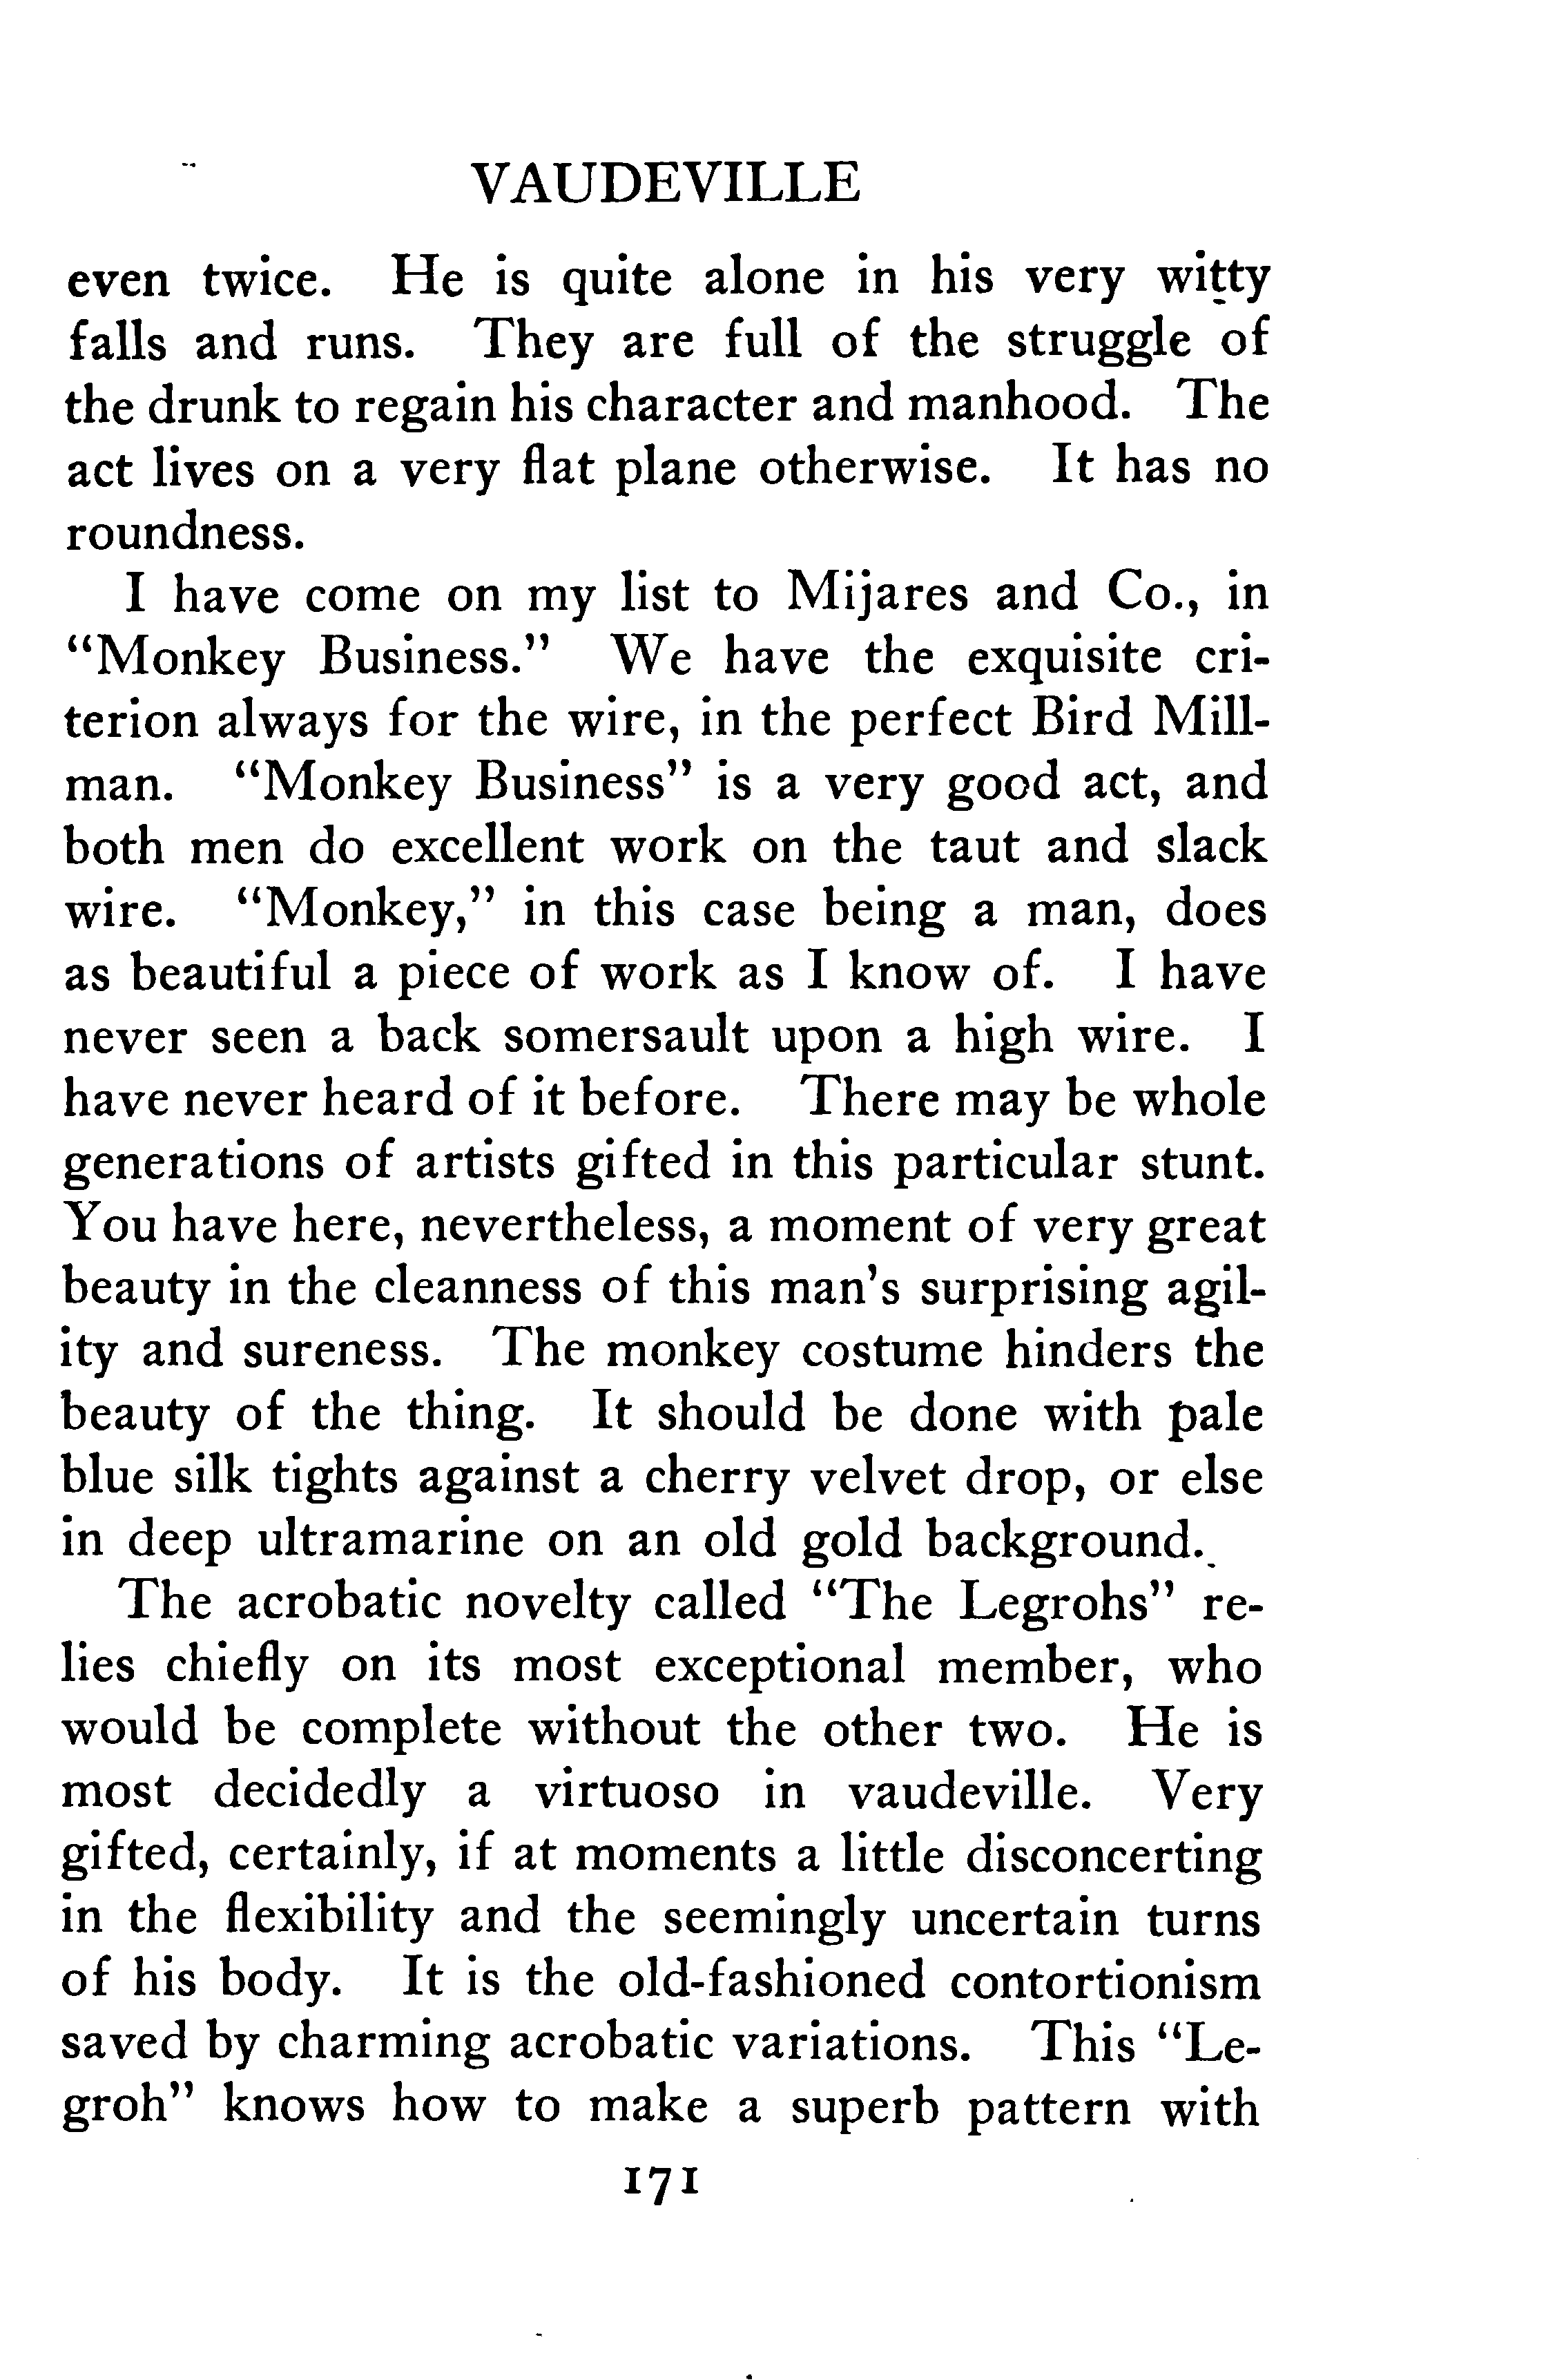 VAUDEVILLE
even twice. He is quite alone in his very witty
falls and runs. They are full of the struggle of
the drunk to regain his character and manhood. The
act lives on a very flat plane otherwise. It has no
roundness.
I have come on my list to Mijares and Co., in
“Monkey Business.” We have the exquisite cri-
terion always for the wire, in the perfect Bird Mill-
man. “Monkey Business” is a very good act, and
both men do excellent work on the taut and slack
wire. “Monkey,” in this case being a man, does
as beautiful a piece of work as I know of. I have
never seen a back somersault upon a high wire. I
have never heard of it before. There may be whole
generations of artists gifted in this particular stunt.
You have here, nevertheless, a moment of very great
beauty in the cleanness of this man's surprising agil-
ity and sureness. The monkey costume hinders the
beauty of the thing. It should be done with pale
blue silk tights against a cherry velvet drop, or else
in deep ultramarine on an old gold background.
The acrobatic novelty called “The Legrohs” re-
lies chiefly on its most exceptional member, who
would be complete without the other two. He is
most decidedly a virtuoso in vaudeville. Very
gifted, certainly, if at moments a little disconcerting
in the flexibility and the seemingly uncertain turns
of his body. It is the old-fashioned contortionism
saved by charming acrobatic variations. This “Le-
groh” knows how to make a superb pattern with
171